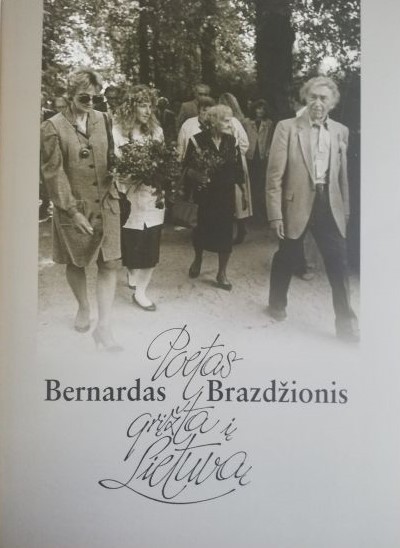 Poetas
Bernardas Brazdžionis
grįžta į
Lietuvą